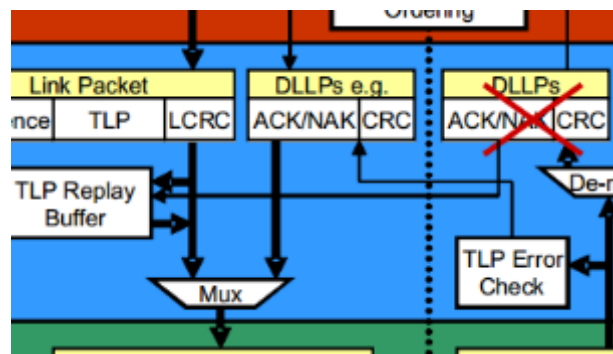 Ordering
Link Packet
DLLPs e.g.
DLLPs
ence TLP LCRC
ACK/NAK CRC
ACK/NAK CRC
TLP Replay
Buffer
De-m
TLP Error
Check
Mux